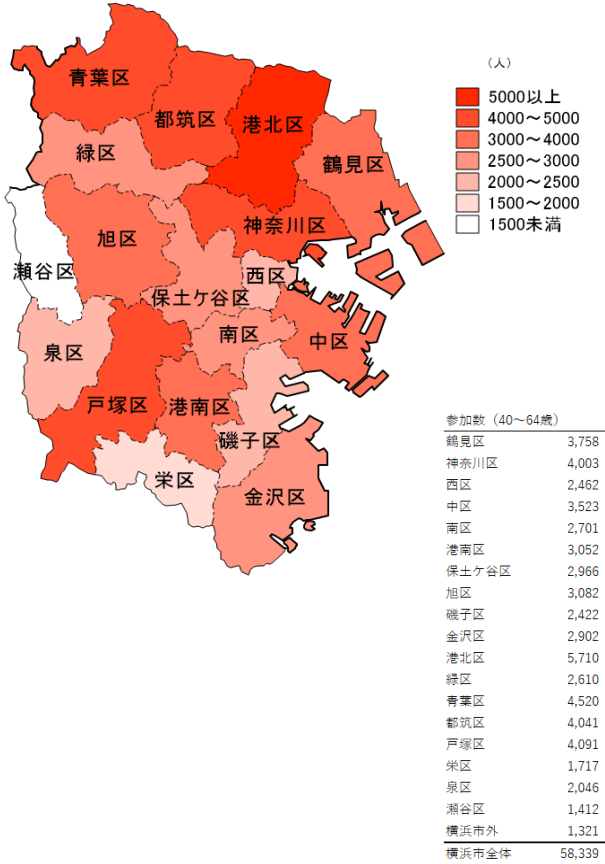 （人）
5000以上
4000～5000
3000～4000
2500～3000
2000～2500
1500～2000
1500未満
青葉区
都筑区
港北区
緑区
鶴見区
神奈川区
旭区
瀬谷区
西区
保土ケ谷区
南区
中区
泉区
戸塚区
港南区
磯子区
栄区
金沢区
参加数（40～64歳）
鶴見区 3,758
神奈川区 4,003
西区 2,462
中区 3,523
南区 2,701
港南区 3,052
保土ケ谷区 2,966
旭区 3,082
磯子区 2,422
金沢区 2,902
港北区 5,710
緑区 2,610
青葉区 4,520
都筑区 4,041
戸塚区 4,091
栄区 1,717
泉区 2,046
瀬谷区 1,412
横浜市外 1,321
横浜市全体 58,339